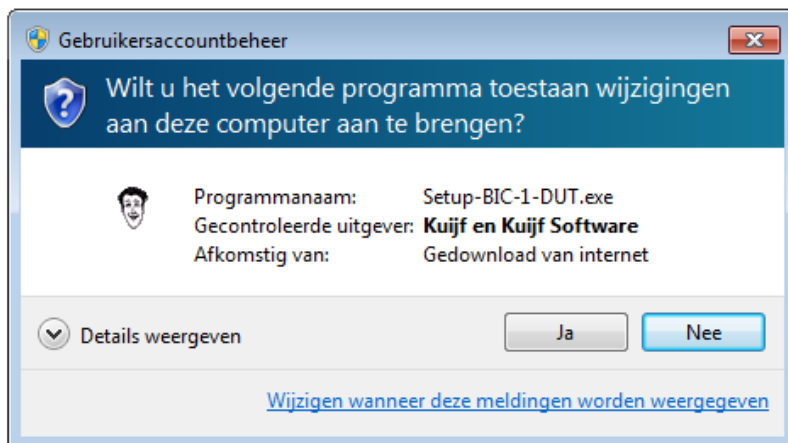 Gebruikersaccountbeheer
Wilt u het volgende programma toestaan wijzigingen
aan deze computer aan te brengen?
Programmanaam: Setup-BIC-1-DUT.exe
Gecontroleerde uitgever: Kuijf en Kuijf Software
Afkomstig van: Gedownload van internet
Details weergeven Ja Nee
Wijzigen wanneer deze meldingen worden weergegeven